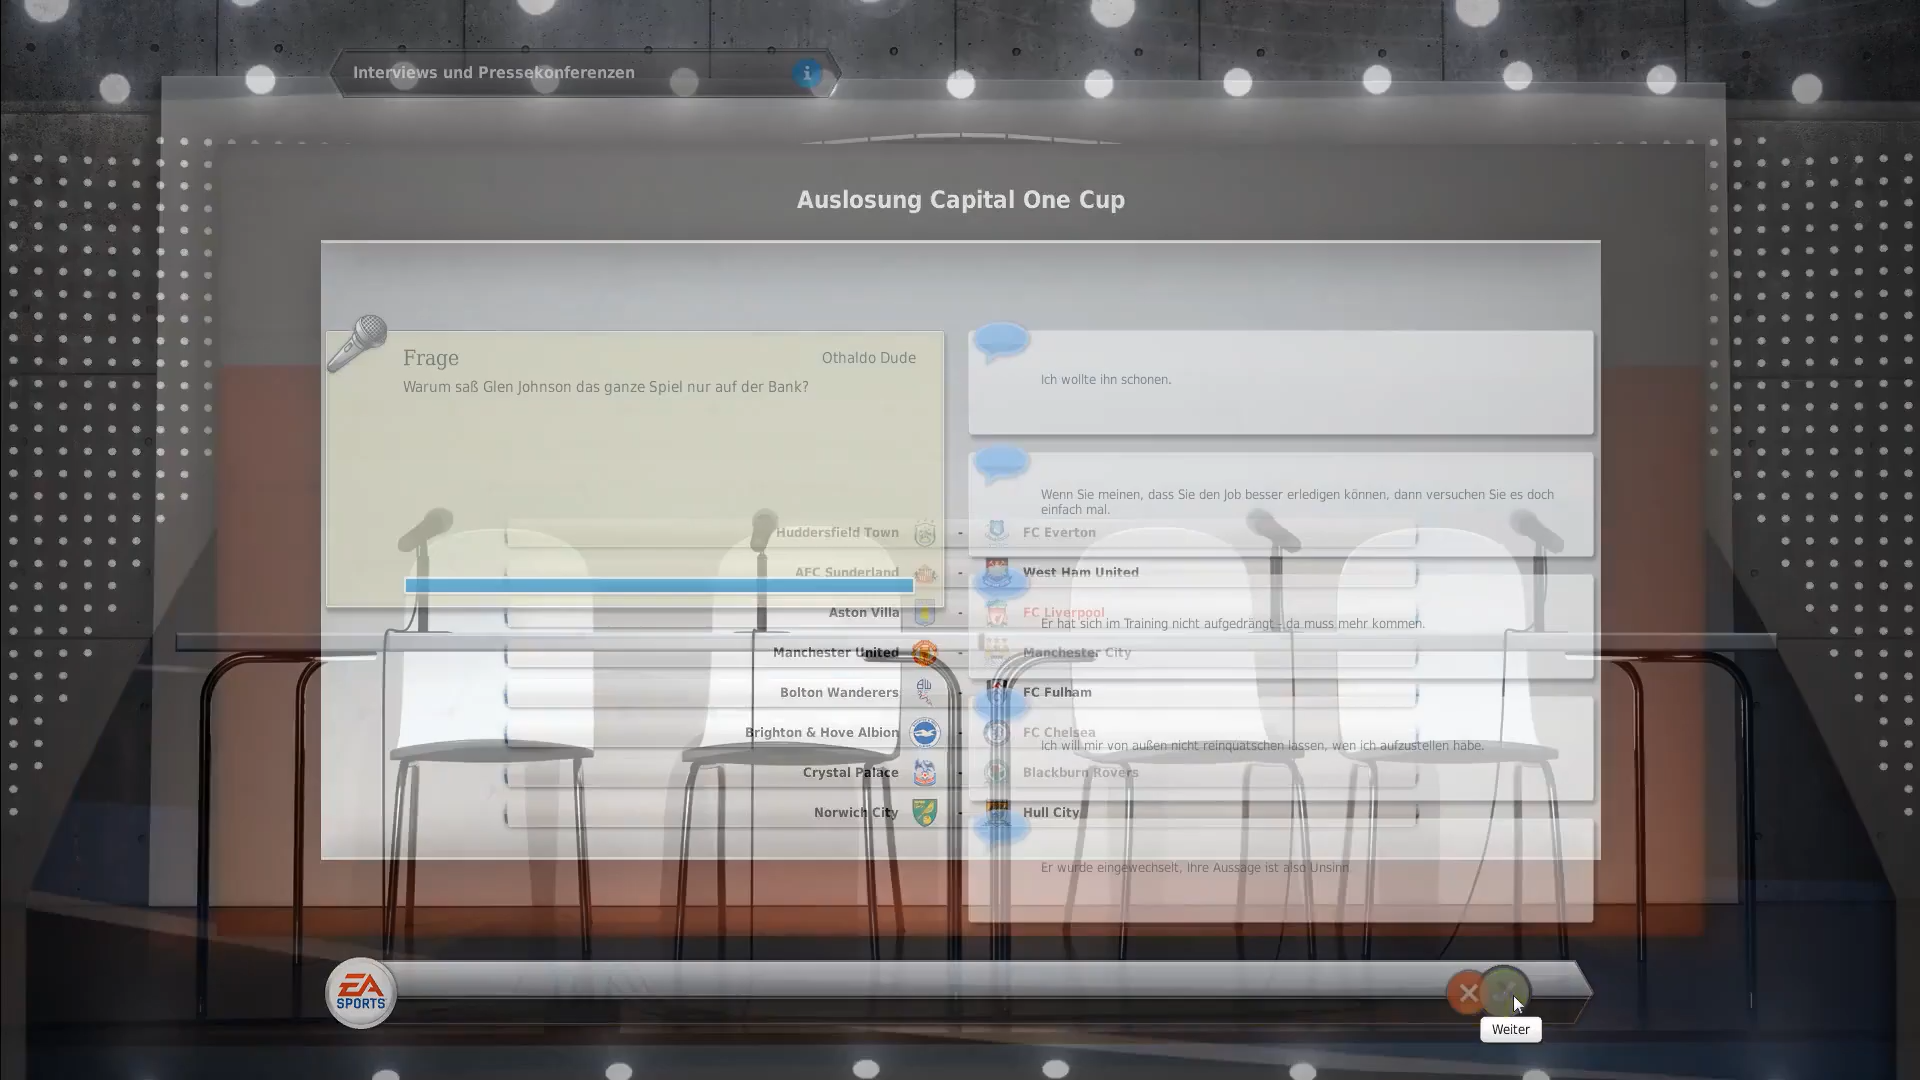 Interviews und Pressekonferenzen
i
Auslosung Capital One Cup
Frage
Othaldo Dude
Warum saß Glen Johnson das ganze Spiel nur auf der Bank?
Ich wollte ihn schonen.
Wenn Sie meinen, dass Sie den Job besser erledigen können, dann versuchen Sie es doch
einfach mal.
Er hat sich im Training nicht aufgedrängt - da muss mehr kommen.
Ich will mir von außen nicht reinquatschen lassen, wen ich aufzustellen habe.
Er wurde eingewechselt, Ihre Aussage ist also Unsinn
Huddersfield Town - FC Everton
AFC Sunderland - West Ham United
Aston Villa - FC Liverpool
Manchester United - Manchester City
Bolton Wanderers - FC Fulham
Brighton & Hove Albion - FC Chelsea
Crystal Palace - Blackburn Rovers
Norwich City - Hull City
EA
SPORTS
Weiter